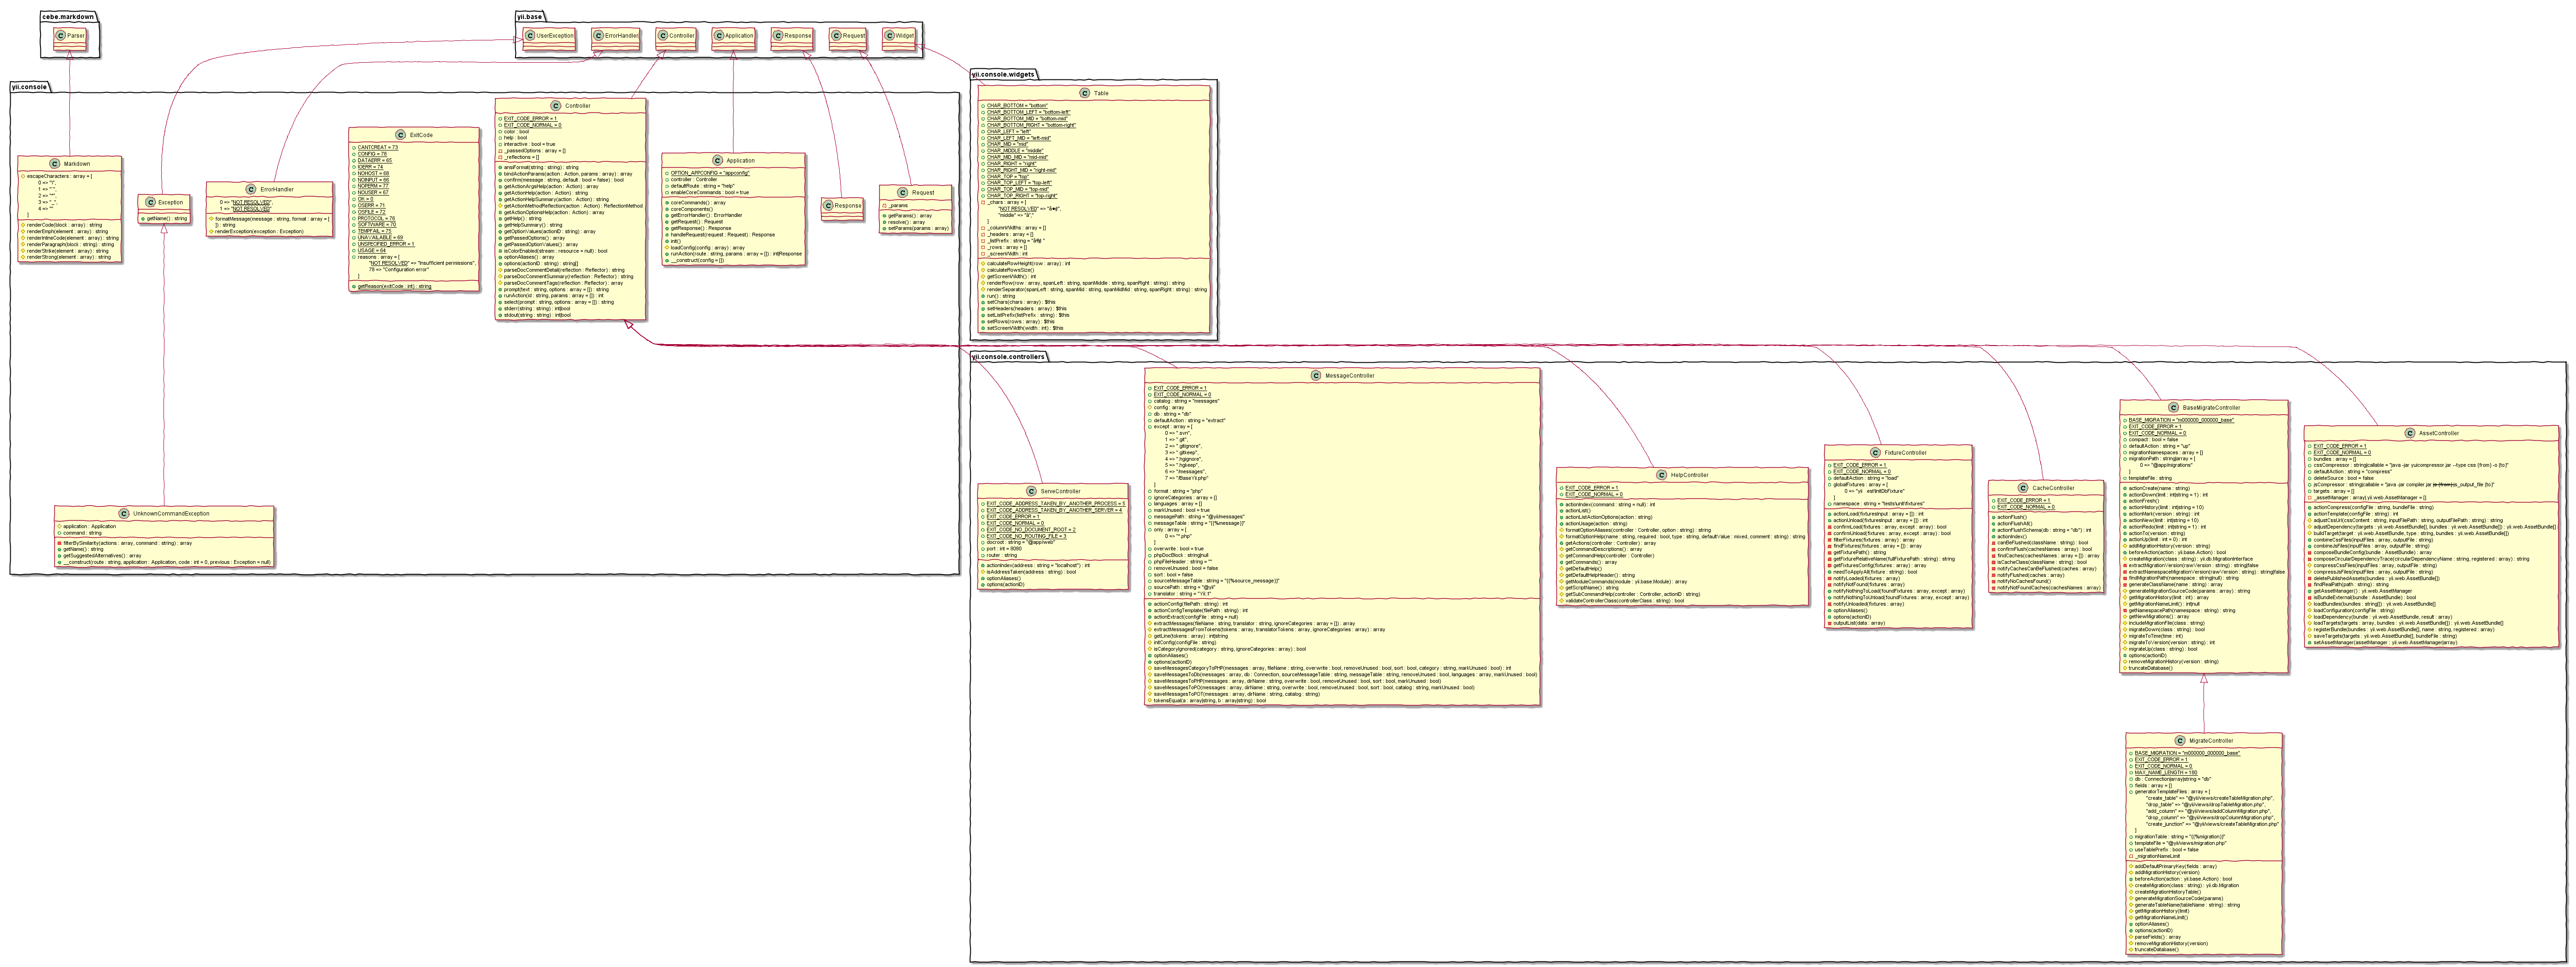 cebe.markdown
Parser
yii.base
UserException
ErrorHandler
Controller
Application
Response
Request
Widget
yii.console
Markdown
escapeCharacters : array = [
renderCode(block : array) : string
renderEmph(element : array) : string
renderInlineCode(element : array) : string
renderParagraph(block : string) : string
renderStrike(element : array) : string
renderStrong(element : array) : string
Exception
getName() : string
ErrorHandler
0 => "NOT RESOLVED",
1 => "NOT RESOLVED"
formatMessage(message : string, format : array = [
]) : string
renderException(exception : Exception)
ExitCode
CANTCREAT = 73
CONFIG = 78
DATAERR = 65
IOERR = 74
NOHOST = 68
NOINPUT = 66
NOPERM = 77
NOUSER = 67
OK = 0
OSERR = 71
OSFILE = 72
PROTOCOL = 76
SOFTWARE = 70
TEMPFAIL = 75
UNAVAILABLE = 69
UNSPECIFIED_ERROR = 1
USAGE = 64
reasons : array = [
"NOT RESOLVED" => "Insufficient permissions",
78 => "Configuration error"
]
getReason(exitCode : int) : string
Controller
EXIT_CODE_ERROR = 1
EXIT_CODE_NORMAL = 0
color : bool
help : bool
interactive : bool = true
_passedOptions : array = []
_reflections = []
ansiFormat(string : string) : string
bindActionParams(action : Action, params : array) : array
confirm(message : string, default : bool = false) : bool
getActionArgsHelp(action : Action) : array
getActionHelp(action : Action) : string
getActionHelpSummary(action : Action) : string
getActionMethodReflection(action : Action) : ReflectionMethod
getActionOptionsHelp(action : Action) : array
getHelp() : string
getHelpSummary() : string
getOptionValues(actionID : string) : array
getPassedOptions() : array
getPassedOptionValues() : array
isColorEnabled(stream : resource = null) : bool
optionAliases() : array
options(actionID : string) : string[]
parseDocCommentDetail(reflection : Reflector) : string
parseDocCommentSummary(reflection : Reflector) : string
parseDocCommentTags(reflection : Reflector) : array
prompt(text : string, options : array = []) : string
runAction(id : string, params : array = []) : int
select(prompt : string, options : array = []) : string
stderr(string : string) : int|bool
stdout(string : string) : int|bool
Application
OPTION_APPCONFIG = "appconfig"
controller : Controller
defaultRoute : string = "help"
enableCoreCommands : bool = true
coreCommands() : array
coreComponents()
getErrorHandler() : ErrorHandler
getRequest() : Request
getResponse() : Response
handleRequest(request : Request) : Response
init()
loadConfig(config : array) : array
runAction(route : string, params : array = []) : int|Response
__construct(config = [])
Response
Request
_params
getParams() : array
resolve() : array
setParams(params : array)
UnknownCommandException
application : Application
command : string
filterBySimilarity(actions : array, command : string) : array
getName() : string
getSuggestedAlternatives() : array
__construct(route : string, application : Application, code : int = 0, previous : Exception = null)
yii.console.widgets
Table
CHAR_BOTTOM = "bottom"
CHAR_BOTTOM_LEFT = "bottom-left"
CHAR_BOTTOM_MID = "bottom-mid"
CHAR_BOTTOM_RIGHT = "bottom-right"
CHAR_LEFT = "left"
CHAR_LEFT_MID = "left-mid"
CHAR_MID = "mid"
CHAR_MIDDLE = "middle"
CHAR_MID_MID = "mid-mid"
CHAR_RIGHT = "right"
CHAR_RIGHT_MID = "right-mid"
CHAR_TOP = "top"
CHAR_TOP_LEFT = "top-left"
CHAR_TOP_MID = "top-mid"
CHAR_TOP_RIGHT = "top-right"
_chars : array = [
"NOT RESOLVED" =>
"middle" =>
]
_columnWidths : array = []
_headers : array = []
_listPrefix : string =
_rows : array = []
_screenWidth : int
calculateRowHeight(row : array) : int
calculateRowsSize()
getScreenWidth() : int
renderRow(row : array, spanLeft : string, spanMiddle : string, spanRight : string) : string
renderSeparator(spanLeft : string, spanMid : string, spanMidMid : string, spanRight : string) : string
run() : string
setChars(chars : array) : $this
setHeaders(headers : array) : $this
setListPrefix(listPrefix : string) : $this
setRows(rows : array) : $this
setScreenWidth(width : int) : $this
yii.console.controllers
ServeController
EXIT_CODE_ADDRESS_TAKEN_BY_ANOTHER_PROCESS = 5
EXIT_CODE_ADDRESS_TAKEN_BY_ANOTHER_SERVER = 4
EXIT_CODE_ERROR = 1
EXIT_CODE_NORMAL = 0
EXIT_CODE_NO_DOCUMENT_ROOT = 2
EXIT_CODE_NO_ROUTING_FILE = 3
docroot : string = "@app/web"
port : int = 8080
router : string
actionIndex(address : string = "localhost") : int
isAddressTaken(address : string) : bool
optionAliases()
options(actionID)
MessageController
EXIT_CODE_ERROR = 1
EXIT_CODE_NORMAL = 0
catalog : string = "messages"
config : array
db : string = "db"
defaultAction : string = "extract"
except : array = [
0 => ".svn",
1 => ".git",
2 => ".gitignore",
3 => ".gitkeep",
4 => ".hgignore",
5 => ".hgkeep",
6 => "/messages",
7 => "/BaseYii.php"
]
format : string = "php"
ignoreCategories : array = []
languages : array = []
markUnused : bool = true
messagePath : string = "@yii/messages"
messageTable : string = "{{%message}}"
only : array = [
0 => "*.php"
]
overwrite : bool = true
phpDocBlock : string|null
phpFileHeader : string = ""
removeUnused : bool = false
sort : bool = false
sourceMessageTable : string = "{{%source_message}}"
sourcePath : string = "@yii"
translator : string = "Yii::t"
actionConfig(filePath : string) : int
actionConfigTemplate(filePath : string) : int
actionExtract(configFile : string = null)
extractMessages(fileName : string, translator : string, ignoreCategories : array = []) : array
extractMessagesFromTokens(tokens : array, translatorTokens : array, ignoreCategories : array) : array
getLine(tokens : array) : int|string
initConfig(configFile : string)
isCategoryIgnored(category : string, ignoreCategories : array) : bool
optionAliases()
options(actionID)
saveMessagesCategoryToPHP(messages : array, fileName : string, overwrite : bool, removeUnused : bool, sort : bool, category : string, markUnused : bool) : int
saveMessagesToDb(messages : array, db : Connection, sourceMessageTable : string, messageTable : string, removeUnused : bool, languages : array, markUnused : bool)
saveMessagesToPHP(messages : array, dirName : string, overwrite : bool, removeUnused : bool, sort : bool, markUnused : bool)
saveMessagesToPO(messages : array, dirName : string, overwrite : bool, removeUnused : bool, sort : bool, catalog : string, markUnused : bool)
saveMessagesToPOT(messages : array, dirName : string, catalog : string)
tokensEqual(a : array|string, b : array|string) : bool
HelpController
EXIT_CODE_ERROR = 1
EXIT_CODE_NORMAL = 0
actionIndex(command : string = null) : int
actionList()
actionListActionOptions(action : string)
actionUsage(action : string)
formatOptionAliases(controller : Controller, option : string) : string
formatOptionHelp(name : string, required : bool, type : string, defaultValue : mixed, comment : string) : string
getActions(controller : Controller) : array
getCommandDescriptions() : array
getCommandHelp(controller : Controller)
getCommands() : array
getDefaultHelp()
getDefaultHelpHeader() : string
getModuleCommands(module : yii.base.Module) : array
getScriptName() : string
getSubCommandHelp(controller : Controller, actionID : string)
validateControllerClass(controllerClass : string) : bool
FixtureController
EXIT_CODE_ERROR = 1
EXIT_CODE_NORMAL = 0
defaultAction : string = "load"
globalFixtures : array = [
]
namespace : string = "tests\unit\fixtures"
actionLoad(fixturesInput : array = []) : int
actionUnload(fixturesInput : array = []) : int
confirmLoad(fixtures : array, except : array) : bool
confirmUnload(fixtures : array, except : array) : bool
filterFixtures(fixtures : array) : array
findFixtures(fixtures : array = []) : array
getFixturePath() : string
getFixturesConfig(fixtures : array) : array
getFixtureRelativeName(fullFixturePath : string) : string
needToApplyAll(fixture : string) : bool
notifyLoaded(fixtures : array)
notifyNotFound(fixtures : array)
notifyNothingToLoad(foundFixtures : array, except : array)
notifyNothingToUnload(foundFixtures : array, except : array)
notifyUnloaded(fixtures : array)
optionAliases()
options(actionID)
outputList(data : array)
CacheController
EXIT_CODE_ERROR = 1
EXIT_CODE_NORMAL = 0
actionFlush()
actionFlushAll()
actionFlushSchema(db : string = "db") : int
actionIndex()
canBeFlushed(className : string) : bool
confirmFlush(cachesNames : array) : bool
findCaches(cachesNames : array = []) : array
isCacheClass(className : string) : bool
notifyCachesCanBeFlushed(caches : array)
notifyFlushed(caches : array)
notifyNoCachesFound()
notifyNotFoundCaches(cachesNames : array)
BaseMigrateController
BASE_MIGRATION = "m000000_000000_base"
EXIT_CODE_ERROR = 1
EXIT_CODE_NORMAL = 0
compact : bool = false
defaultAction : string = "up"
migrationNamespaces : array = []
migrationPath : string|array = [
0 => "@app/migrations"
]
templateFile : string
actionCreate(name : string)
actionDown(limit : int|string = 1) : int
actionFresh()
actionHistory(limit : int|string = 10)
actionMark(version : string) : int
actionNew(limit : int|string = 10)
actionRedo(limit : int|string = 1) : int
actionTo(version : string)
actionUp(limit : int = 0) : int
addMigrationHistory(version : string)
beforeAction(action : yii.base.Action) : bool
createMigration(class : string) : yii.db.MigrationInterface
extractMigrationVersion(rawVersion : string) : string|false
extractNamespaceMigrationVersion(rawVersion : string) : string|false
findMigrationPath(namespace : string|null) : string
generateClassName(name : string) : array
generateMigrationSourceCode(params : array) : string
getMigrationHistory(limit : int) : array
getMigrationNameLimit() : int|null
getNamespacePath(namespace : string) : string
getNewMigrations() : array
includeMigrationFile(class : string)
migrateDown(class : string) : bool
migrateToTime(time : int)
migrateToVersion(version : string) : int
migrateUp(class : string) : bool
options(actionID)
removeMigrationHistory(version : string)
truncateDatabase()
AssetController
EXIT_CODE_ERROR = 1
EXIT_CODE_NORMAL = 0
bundles : array = []
cssCompressor : string|callable = "java -jar yuicompressor.jar --type css {from} -o {to}"
defaultAction : string = "compress"
deleteSource : bool
jsCompressor : string|callable = "java -jar compiler.jar js {from} js_output_file {to}"
targets : array = []
_assetManager : array|yii.web.AssetManager = []
actionCompress(configFile : string, bundleFile : string)
actionTemplate(configFile : string) : int
adjustCssUrl(cssContent : string, inputFilePath : string, outputFilePath : string) : string
adjustDependency(targets : yii.web.AssetBundle[], bundles : yii.web.AssetBundle[]) : yii.web.AssetBundle[]
buildTarget(target : yii.web.AssetBundle, type : string, bundles : yii.web.AssetBundle[])
combineCssFiles(inputFiles : array, outputFile : string)
combineJsFiles(inputFiles : array, outputFile : string)
composeBundleConfig(bundle : AssetBundle) : array
composeCircularDependencyTrace(circularDependencyName : string, registered : array) : string
compressCssFiles(inputFiles : array, outputFile : string)
compressJsFiles(inputFiles : array, outputFile : string)
deletePublishedAssets(bundles : yii.web.AssetBundle[])
findRealPath(path : string) : string
getAssetManager() : yii.web.AssetManager
isBundleExternal(bundle : AssetBundle) : bool
loadBundles(bundles : string[]) : yii.web.AssetBundle[]
loadConfiguration(configFile : string)
loadDependency(bundle : yii.web.AssetBundle, result : array)
loadTargets(targets : array, bundles : yii.web.AssetBundle[]) : yii.web.AssetBundle[]
registerBundle(bundles : yii.web.AssetBundle[], name : string, registered : array)
saveTargets(targets : yii.web.AssetBundle[], bundleFile : string)
setAssetManager(assetManager : yii.web.AssetManager|array)
MigrateController
BASE_MIGRATION = "m000000_000000_base"
EXIT_CODE_ERROR = 1
EXIT_CODE_NORMAL = 0
MAX_NAME_LENGTH = 180
db : Connection|array|string = "db"
fields : array = []
generatorTemplateFiles : array = [
"create_table" => "@yii/views/createTableMigration.php",
"drop_table" => "@yii/views/dropTableMigration.php",
"add_column" => "@yii/views/addColumnMigration.php",
"drop_column" => "@yii/views/dropColumnMigration.php",
"create_junction" => "@yii/views/createTableMigration.php"
]
migrationTable : string = "{{%migration}}"
templateFile = "@yii/views/migration.php"
useTablePrefix : bool = false
_migrationNameLimit
addDefaultPrimaryKey(fields : array)
addMigrationHistory(version)
beforeAction(action : yii.base.Action) : bool
createMigration(class : string) : yii.db.Migration
createMigrationHistoryTable()
generateMigrationSourceCode(params)
generateTableName(tableName : string) : string
getMigrationHistory(limit)
getMigrationNameLimit()
optionAliases()
options(actionID)
parseFields() : array
removeMigrationHistory(version)
truncateDatabase()